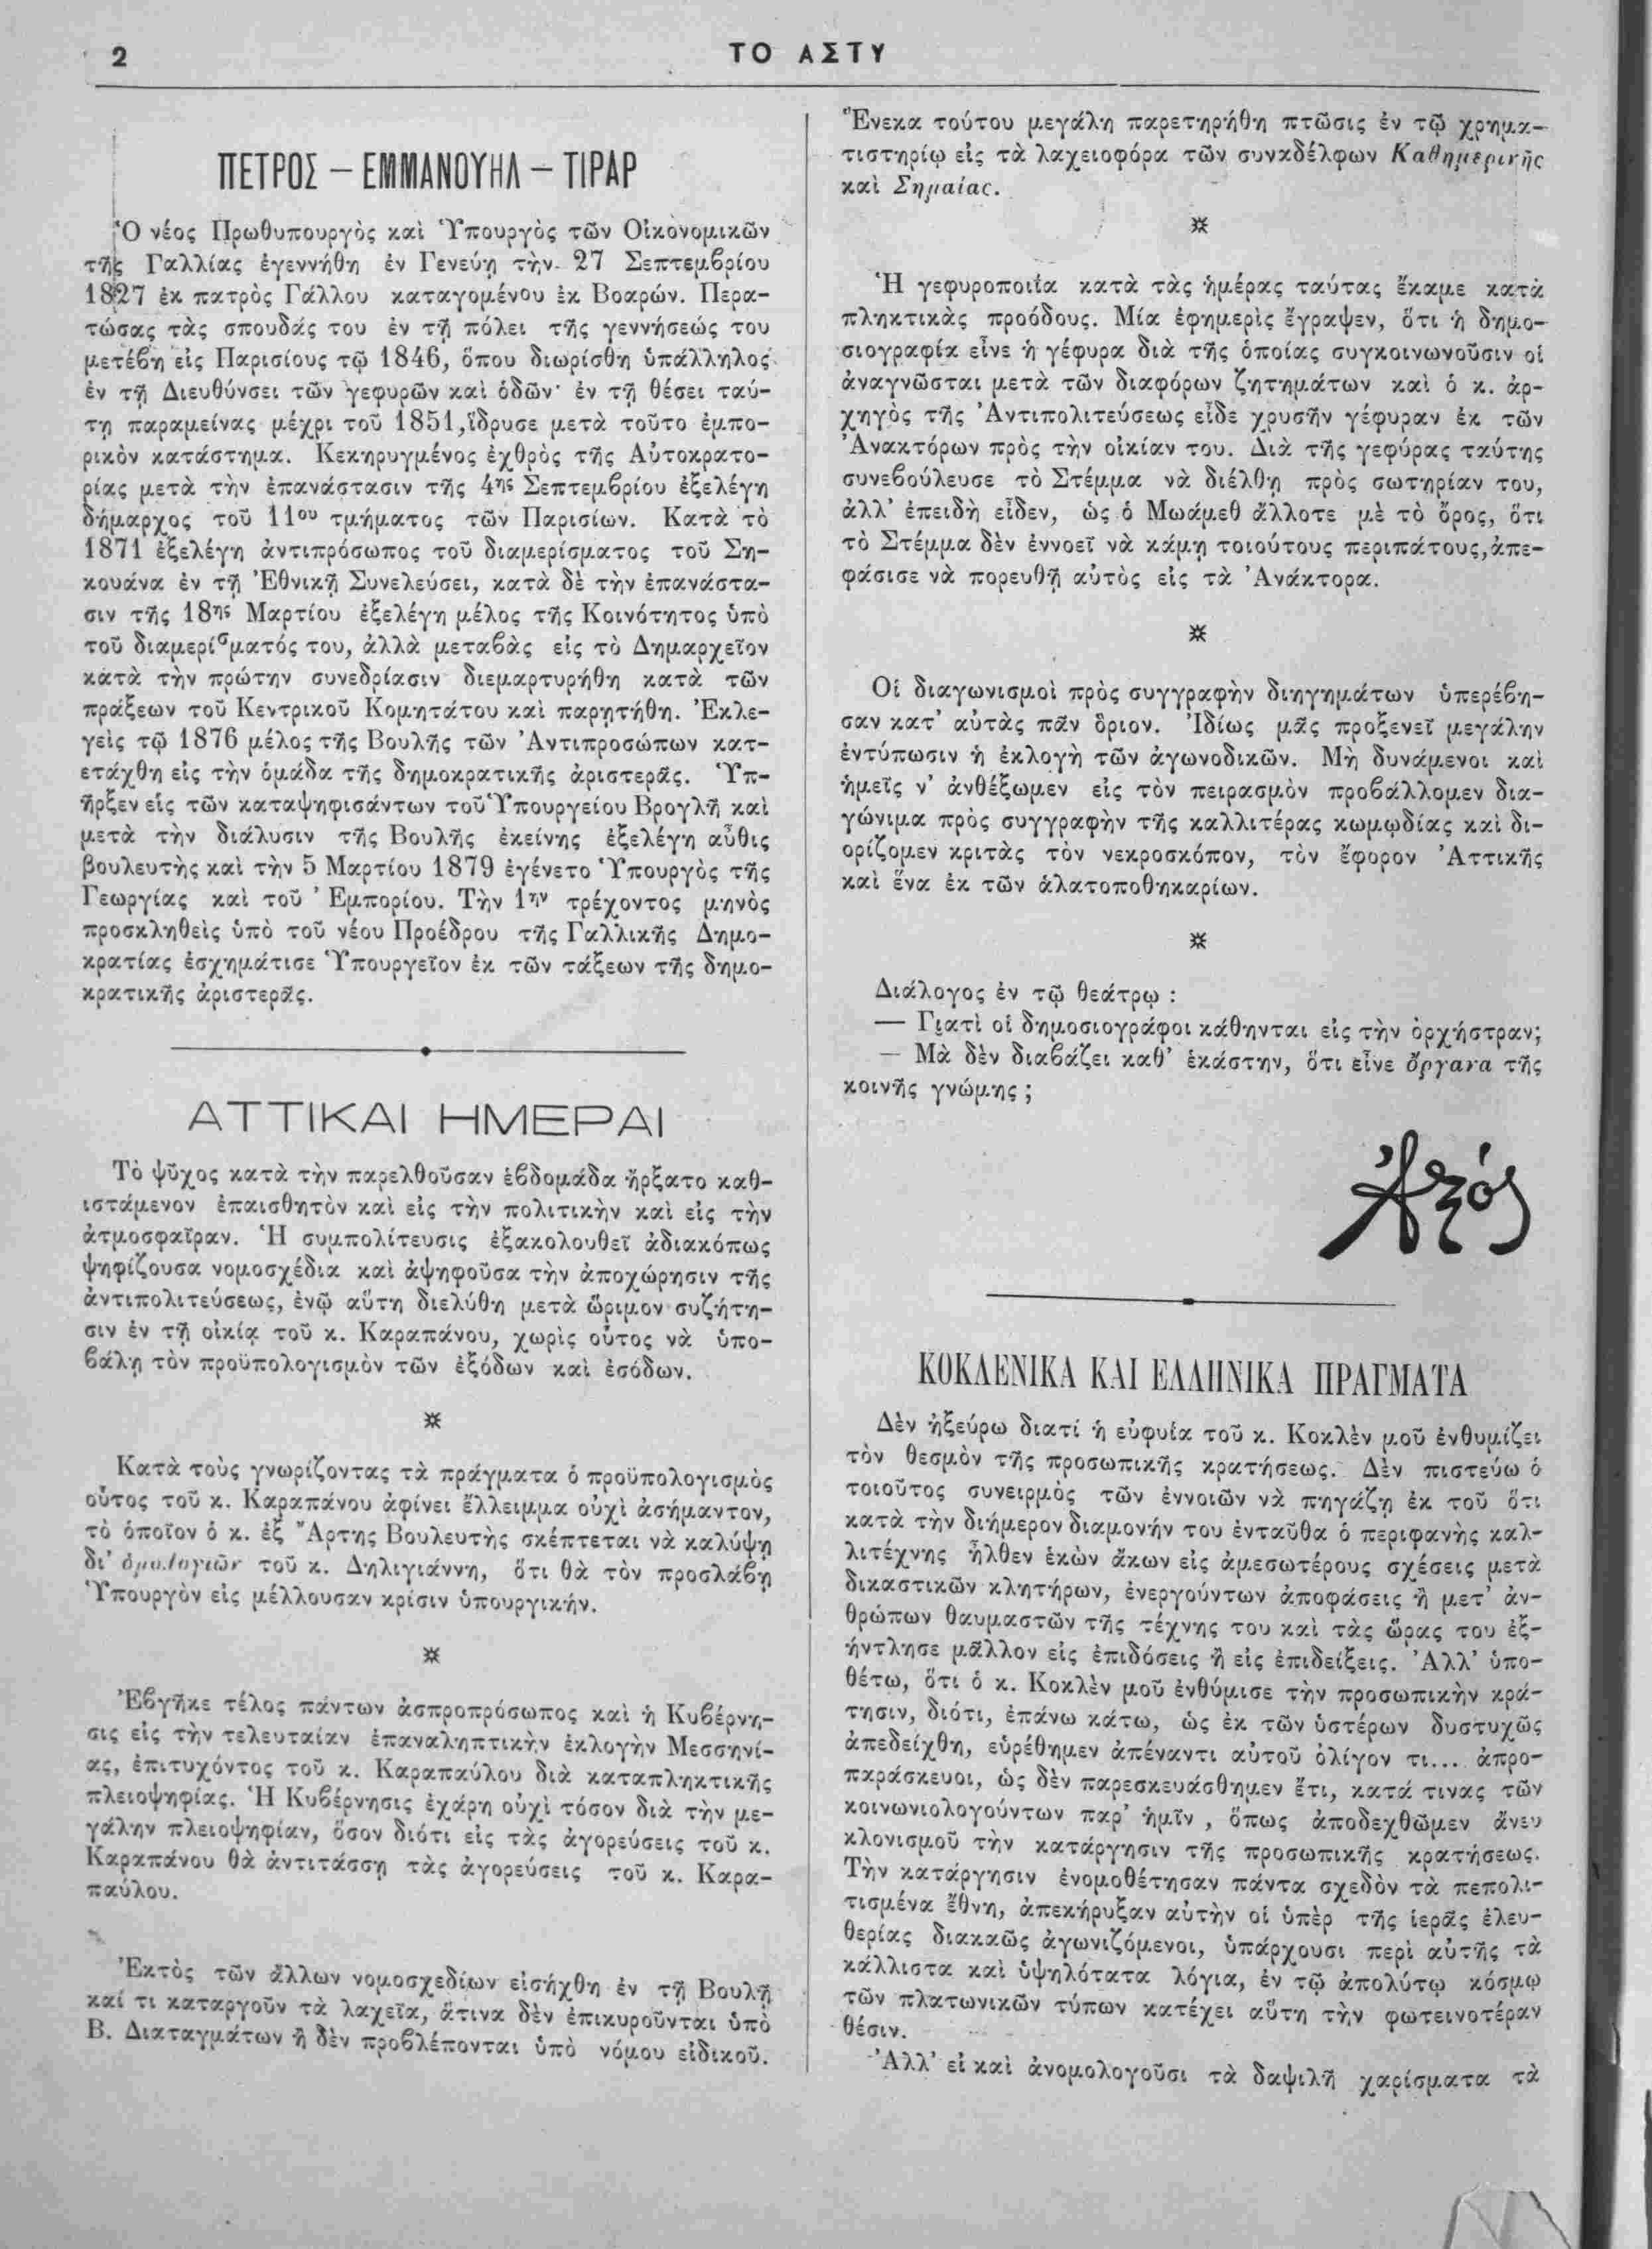 2
ΤΟ ΑΣΤΥ
ΠΕΤΡΟΣ – ΕΜΜΑΝΟΥΗΛ – ΤΙΡΑΡ
Ὁ νέος Πρωθυπουργὸς καὶ Ὑπουργὸς τῶν Οἰκονομικῶν
τῆς Γαλλίας ἐγεννήθη ἐν Γενεύῃ τὴν 27 Σεπτεμβρίου
1827 ἐκ πατρὸς Γάλλου καταγομένου ἐκ Βοαρών. Περα-
τώσας τὰς σπουδάς του ἐν τῇ πόλει τῆς γεννήσεώς του
μετέβη εἰς Παρισίους τῷ 1846, ὅπου διωρίσθη ὑπάλληλος
ἐν τῇ Διευθύνσει τῶν γεφυρῶν καὶ ὁδῶν· ἐν τῇ θέσει ταύ-
τῃ παραμείνας μέχρι τοῦ 1851, ἵδρυσε μετὰ τοῦτο ἐμπο-
ρικὸν κατάστημα. Κεκηρυγμένος ἐχθρὸς τῆς Αὐτοκρατο-
ρίας μετὰ τὴν ἐπανάστασιν τῆς 4ης Σεπτεμβρίου ἐξελέγη
δήμαρχος τοῦ 11ου τμήματος τῶν Παρισίων. Κατὰ τὸ
1871 ἐξελέγη ἀντιπρόσωπος τοῦ διαμερίσματος τοῦ Ση-
κουάνα ἐν τῇ Ἐθνικῇ Συνελεύσει, κατὰ δὲ τὴν ἐπανάστα-
σιν τῆς 18ης Μαρτίου ἐξελέγη μέλος τῆς Κοινότητος ὑπὸ
τοῦ διαμερίσματός του, ἀλλὰ μεταβὰς εἰς τὸ Δημαρχεῖον
κατὰ τὴν πρώτην συνεδρίασιν διεμαρτυρήθη κατὰ τῶν
πράξεων τοῦ Κεντρικοῦ Κομητάτου καὶ παρῃτήθη. Ἐκλε-
γεὶς τῷ 1876 μέλος τῆς Βουλῆς τῶν Ἀντιπροσώπων κατ-
ετάχθη εἰς τὴν ὁμάδα τῆς δημοκρατικῆς ἀριστερᾶς. Ὑπ-
ῆρξεν εἷς τῶν καταψηφισάντων τοῦ Ὑπουργείου Βρογλῆ καὶ
μετὰ τὴν διάλυσιν τῆς Βουλῆς ἐκείνης ἐξελέγη αὖθις
βουλευτὴς καὶ τὴν 5 Μαρτίου 1879 ἐγένετο Ὑπουργὸς τῆς
Γεωργίας καὶ τοῦ Ἐμπορίου. Τὴν 1ην τρέχοντος μηνὸς
προσκληθεὶς ὑπὸ τοῦ νέου Προέδρου τῆς Γαλλικῆς Δημο-
κρατίας ἐσχημάτισε Ὑπουργεῖον ἐκ τῶν τάξεων τῆς δημο-
κρατικῆς ἀριστερᾶς.
ΑΤΤΙΚΑΙ ΗΜΕΡΑΙ
Τὸ ψῦχος κατὰ τὴν παρελθοῦσαν ἑβδομάδα ἤρξατο καθ-
ιστάμενον ἐπαισθητὸν καὶ εἰς τὴν πολιτικὴν καὶ εἰς τὴν
ἀτμοσφαῖραν. Ἡ συμπολίτευσις ἐξακολουθεῖ ἀδιακόπως
ψηφίζουσα νομοσχέδια καὶ ἀψηφοῦσα τὴν ἀποχώρησιν τῆς
ἀντιπολιτεύσεως, ἐνῷ αὕτη διελύθη μετὰ ὥριμον συζήτη-
σιν ἐν τῇ οἰκίᾳ τοῦ κ. Καραπάνου, χωρὶς οὗτος νὰ ὑπο-
βάλῃ τὸν προϋπολογισμὸν τῶν ἐξόδων καὶ ἐσόδων.
Κατὰ τοὺς γνωρίζοντας τὰ πράγματα ὁ προϋπολογισμὸς
οὗτος τοῦ κ. Καραπάνου ἀφίνει ἔλλειμμα οὐχὶ ἀσήμαντον,
τὸ ὁποῖον ὁ κ. ἐξ Ἄρτης Βουλευτὴς σκέπτεται νὰ καλύψῃ
δι' ὁμολογιῶν τοῦ κ. Δηλιγιάννη, ὅτι θὰ τὸν προσλάβῃ
Ὑπουργὸν εἰς μέλλουσαν κρίσιν ὑπουργικήν.
Ἐβγῆκε τέλος πάντων ἀσπροπρόσωπος καὶ ἡ Κυβέρνη-
σις εἰς τὴν τελευταίαν ἐπαναληπτικὴν ἐκλογὴν Μεσσηνί-
ας, ἐπιτυχόντος τοῦ κ. Καραπαύλου διὰ καταπληκτικῆς
πλειοψηφίας. Ἡ Κυβέρνησις ἐχάρη οὐχὶ τόσον διὰ τὴν με-
γάλην πλειοψηφίαν, ὅσον διότι εἰς τὰς ἀγορεύσεις τοῦ κ.
Καραπάνου θὰ ἀντιτάσσῃ τὰς ἀγορεύσεις τοῦ κ. Καρα-
παύλου.
Ἐκτὸς τῶν ἄλλων νομοσχεδίων εἰσήχθη ἐν τῇ Βουλῇ
καί τι καταργοῦν τὰ λαχεῖα, ἅτινα δὲν ἐπικυροῦνται ὑπὸ
Β. Διαταγμάτων ἢ δὲν προβλέπονται ὑπὸ νόμου εἰδικοῦ.
Ἕνεκα τούτου μεγάλη παρετηρήθη πτῶσις ἐν τῷ χρημα-
τιστηρίῳ εἰς τὰ λαχειοφόρα τῶν συναδέλφων Καθημερινῆς
καὶ Σημαίας.
Ἡ γεφυροποιΐα κατὰ τὰς ἡμέρας ταύτας ἔκαμε κατὰ
πληκτικὰς προόδους. Μία ἐφημερὶς ἔγραψεν, ὅτι ἡ δημο-
σιογραφία εἶνε ἡ γέφυρα διὰ τῆς ὁποίας συγκοινωνοῦσιν οἱ
ἀναγνῶσται μετὰ τῶν διαφόρων ζητημάτων καὶ ὁ κ. ἀρ-
χηγὸς τῆς Ἀντιπολιτεύσεως εἶδε χρυσῆν γέφυραν ἐκ τῶν
Ἀνακτόρων πρὸς τὴν οἰκίαν του. Διὰ τῆς γεφύρας ταύτης
συνεβούλευσε τὸ Στέμμα νὰ διέλθῃ πρὸς σωτηρίαν του,
ἀλλ' ἐπειδὴ εἶδεν, ὡς ὁ Μωάμεθ ἄλλοτε μὲ τὸ ὄρος, ὅτι
τὸ Στέμμα δὲν ἐννοεῖ νὰ κάμῃ τοιούτους περιπάτους, ἀπε-
φάσισε νὰ πορευθῇ αὐτὸς εἰς τὰ Ἀνάκτορα.
Οἱ διαγωνισμοὶ πρὸς συγγραφὴν διηγημάτων ὑπερέβη-
σαν κατ' αὐτὰς πᾶν ὅριον. Ἰδίως μᾶς προξενεῖ μεγάλην
ἐντύπωσιν ἡ ἐκλογὴ τῶν ἀγωνοδικῶν. Μὴ δυνάμενοι καὶ
ἡμεῖς ν' ἀνθέξωμεν εἰς τὸν πειρασμὸν προβάλλομεν δια-
γώνιμα πρὸς συγγραφὴν τῆς καλλιτέρας κωμῳδίας καὶ δι-
ορίζομεν κριτὰς τὸν νεκροσκόπον, τὸν ἔφορον Ἀττικῆς
καὶ ἕνα ἐκ τῶν ἁλατοποθηκαρίων.
Διάλογος ἐν τῷ θεάτρῳ :
— Γιατὶ οἱ δημοσιογράφοι κάθηνται εἰς τὴν ὀρχήστραν;
— Μὰ δὲν διαβάζει καθ' ἑκάστην, ὅτι εἶνε ὄργανα τῆς
κοινῆς γνώμης ;
ΚΟΚΛΕΝΙΚΑ ΚΑΙ ΕΛΛΗΝΙΚΑ ΠΡΑΓΜΑΤΑ
Δὲν ἠξεύρω διατί ἡ εὐφυία τοῦ κ. Κοκλὲν μοῦ ἐνθυμίζει
τὸν θεσμὸν τῆς προσωπικῆς κρατήσεως. Δὲν πιστεύω ὁ
τοιοῦτος συνειρμὸς τῶν ἐννοιῶν νὰ πηγάζῃ ἐκ τοῦ ὅτι
κατὰ τὴν διήμερον διαμονήν του ἐνταῦθα ὁ περιφανὴς καλ-
λιτέχνης ἦλθεν ἑκὼν ἄκων εἰς ἀμεσωτέρους σχέσεις μετὰ
δικαστικῶν κλητήρων, ἐνεργούντων ἀποφάσεις ἢ μετ' ἀν-
θρώπων θαυμαστῶν τῆς τέχνης του καὶ τὰς ὥρας του ἐξ-
ήντλησε μᾶλλον εἰς ἐπιδόσεις ἢ εἰς ἐπιδείξεις. Ἀλλ' ὑπο-
θέτω, ὅτι ὁ κ. Κοκλὲν μοῦ ἐνθύμισε τὴν προσωπικὴν κρά-
τησιν, διότι, ἐπάνω κάτω, ὡς ἐκ τῶν ὑστέρων δυστυχῶς
ἀπεδείχθη, εὑρέθημεν ἀπέναντι αὐτοῦ ὀλίγον τι... ἀπρο-
παράσκευοι, ὡς δὲν παρεσκευάσθημεν ἔτι, κατά τινας τῶν
κοινωνιολογούντων παρ' ἡμῖν , ὅπως ἀποδεχθῶμεν ἄνευ
κλονισμοῦ τὴν κατάργησιν τῆς προσωπικῆς κρατήσεως.
Τὴν κατάργησιν ἐνομοθέτησαν πάντα σχεδὸν τὰ πεπολι-
τισμένα ἔθνη, ἀπεκήρυξαν αὐτὴν οἱ ὑπὲρ τῆς ἱερᾶς ἐλευ-
θερίας διακαῶς ἀγωνιζόμενοι, ὑπάρχουσι περὶ αὐτῆς τὰ
κάλλιστα καὶ ὑψηλότατα λόγια, ἐν τῷ ἀπολύτῳ κόσμῳ
τῶν πλατωνικῶν τύπων κατέχει αὕτη τὴν φωτεινοτέραν
θέσιν.
Ἀλλ' εἰ καὶ ἀνομολογοῦσι τὰ δαψιλῆ χαρίσματα τὰ